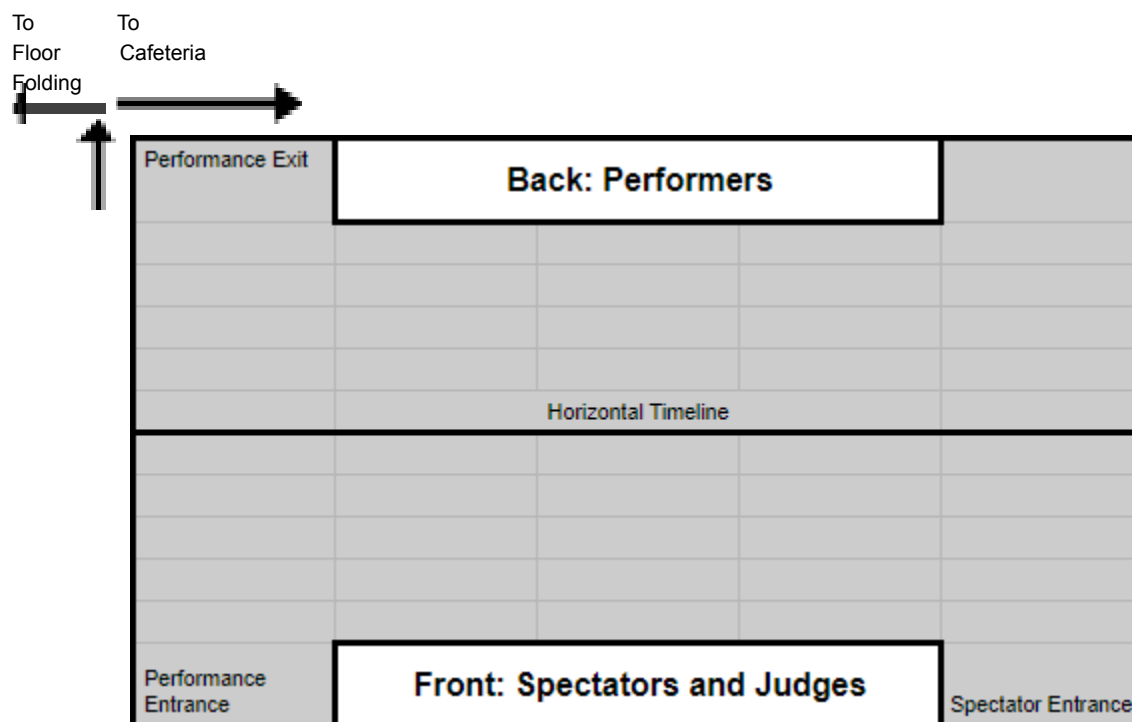 To
Floor
Folding
To
Cafeteria
Performance Exit
Back: Performers
Horizontal Timeline
Performance
Entrance
Front: Spectators and Judges
Spectator Entrance